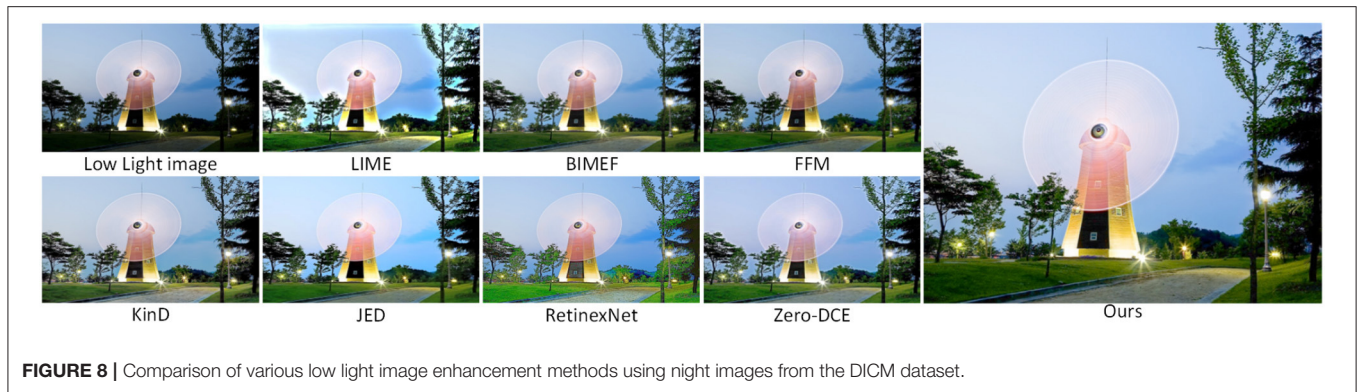 Low Light image
LIME
BIMEF
FFM
KinD
JED
RetinexNet
Zero-DCE
Ours
FIGURE 8 | Comparison of various low light image enhancement methods using night images from the DICM dataset.